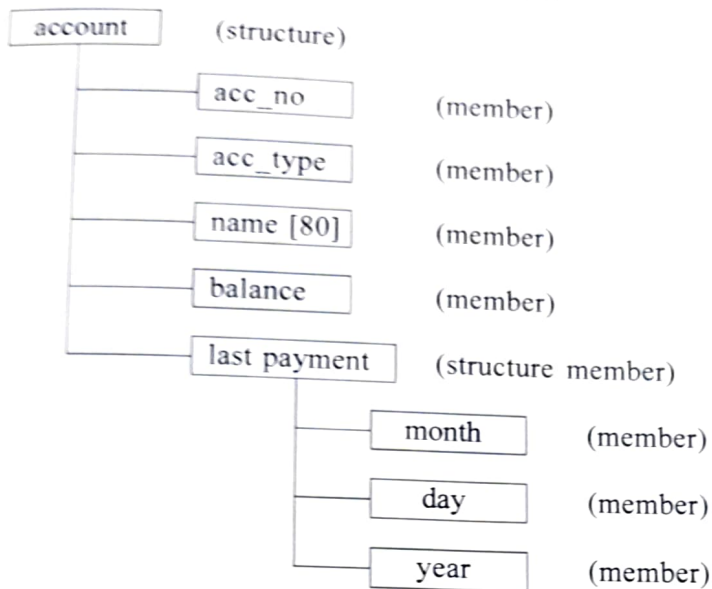 account (structure)
acc_no (member)
acc_type (member)
name [80] (member)
balance (member)
last payment (structure member)
month (member)
day (member)
year (member)